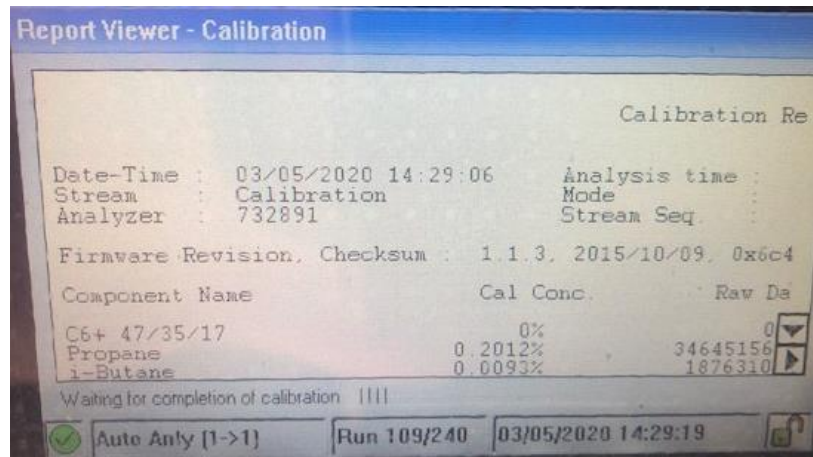 Report Viewer - Calibration
Calibration Re
Date-Time : 03/05/2020 14:29:06 Analysis time :
Stream : Calibration Mode :
Analyzer : 732891 Stream Seq. :
Firmware Revision, Checksum : 1.1.3, 2015/10/09, 0x6c4
Component Name Cal Conc. Raw Da
C6+ 47/35/17 0% 0
Propane 0.2012% 34645156
i-Butane 0.0093% 1876310
Waiting for completion of calibration ||||
Auto Anly [1->1] Run 109/240 03/05/2020 14:29:19